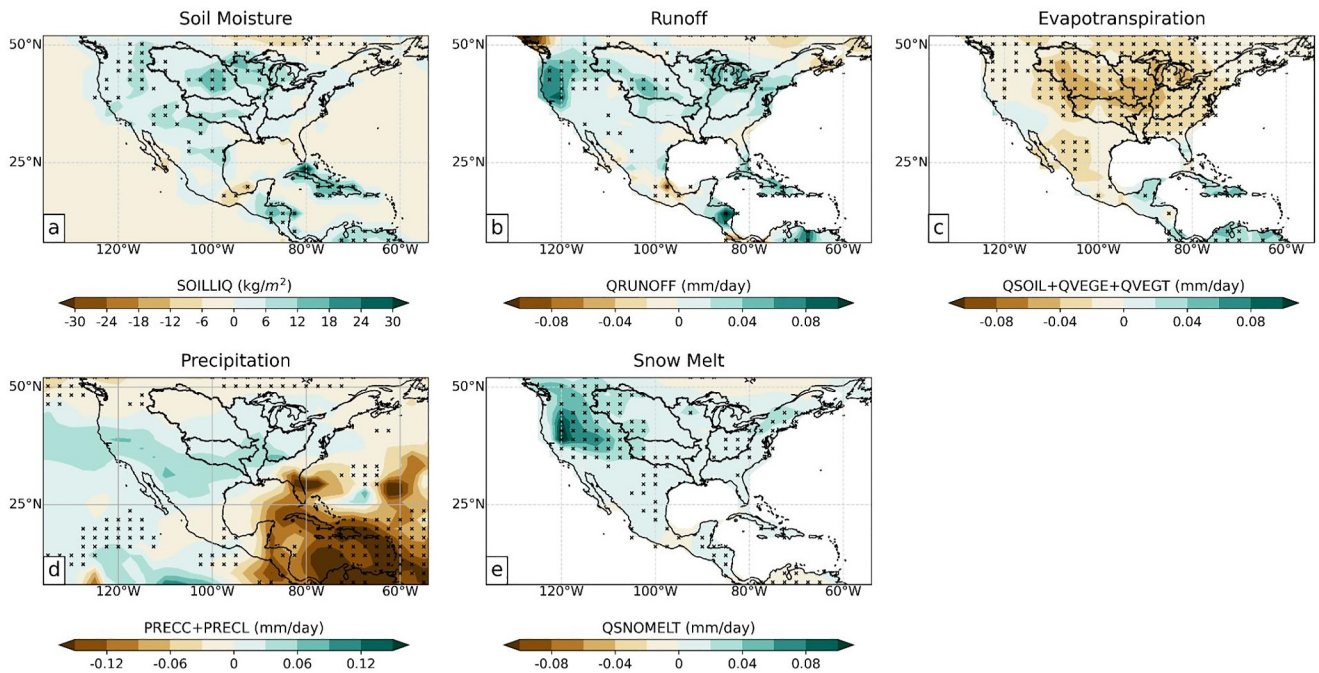 Soil Moisture
Runoff
Evapotranspiration
50°N
25°N
120°W 100°W 80°W 60°W
a
50°N
25°N
120°W 100°W 80°W 60°W
b
50°N
25°N
120°W 100°W 80°W 60°W
c
SOILLIQ (kg/m²)
-30 -24 -18 -12 -6 0 6 12 18 24 30
QRUNOFF (mm/day)
-0.08 -0.04 0 0.04 0.08
QSOIL+QVEGE+QVEGT (mm/day)
-0.08 -0.04 0 0.04 0.08
Precipitation
Snow Melt
50°N
25°N
120°W 100°W 80°W 60°W
d
50°N
25°N
120°W 100°W 80°W 60°W
e
PRECC+PRECL (mm/day)
-0.12 -0.06 0 0.06 0.12
QSNOMELT (mm/day)
-0.08 -0.04 0 0.04 0.08